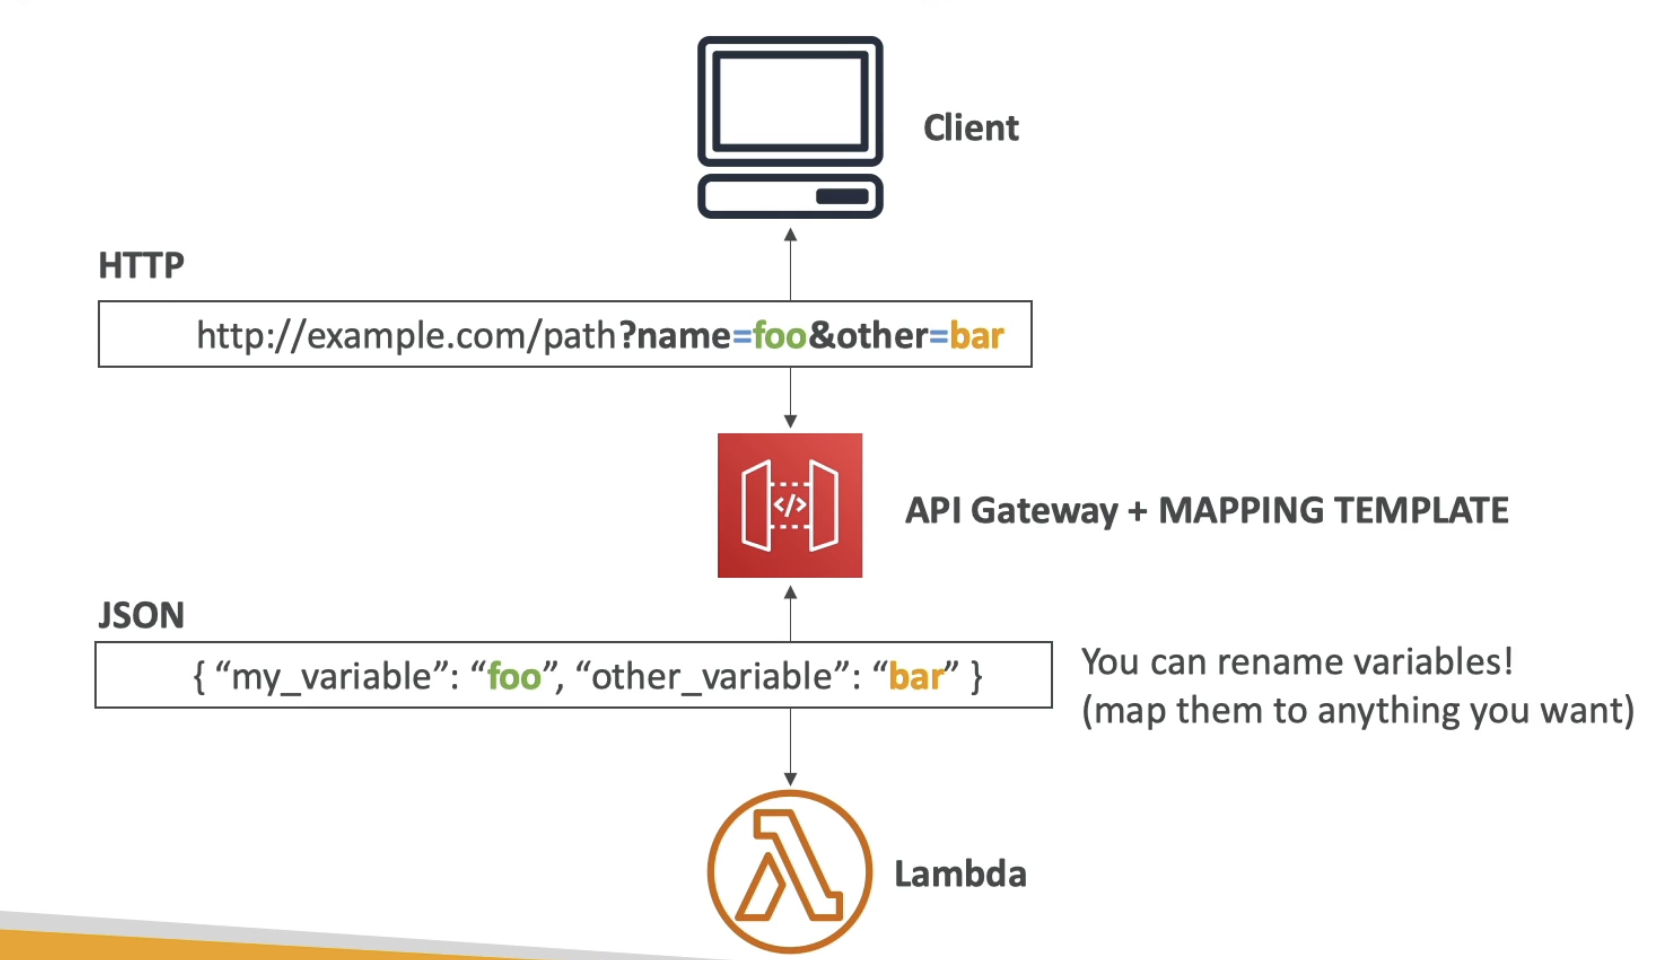 Client
HTTP
http://example.com/path?name=foo&other=bar
</>
API Gateway + MAPPING TEMPLATE
JSON
{ “my_variable”: “foo”, “other_variable”: “bar” }
You can rename variables!
(map them to anything you want)
Lambda